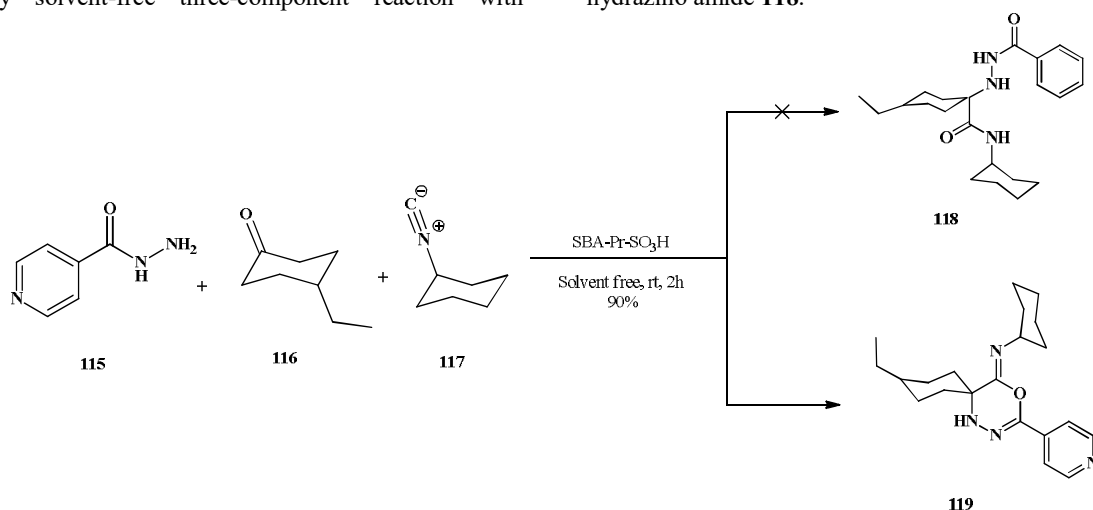 y solvent-free three-component reaction with
hydrazino amide 118.
O
HN
NH
O
NH
118
O
N
H
NH2
N
115
+
O
116
+
C
⊖
⊕
N
117
SBA-Pr-SO3H
Solvent free, rt, 2h
90%
N
O
HN
N
N
119